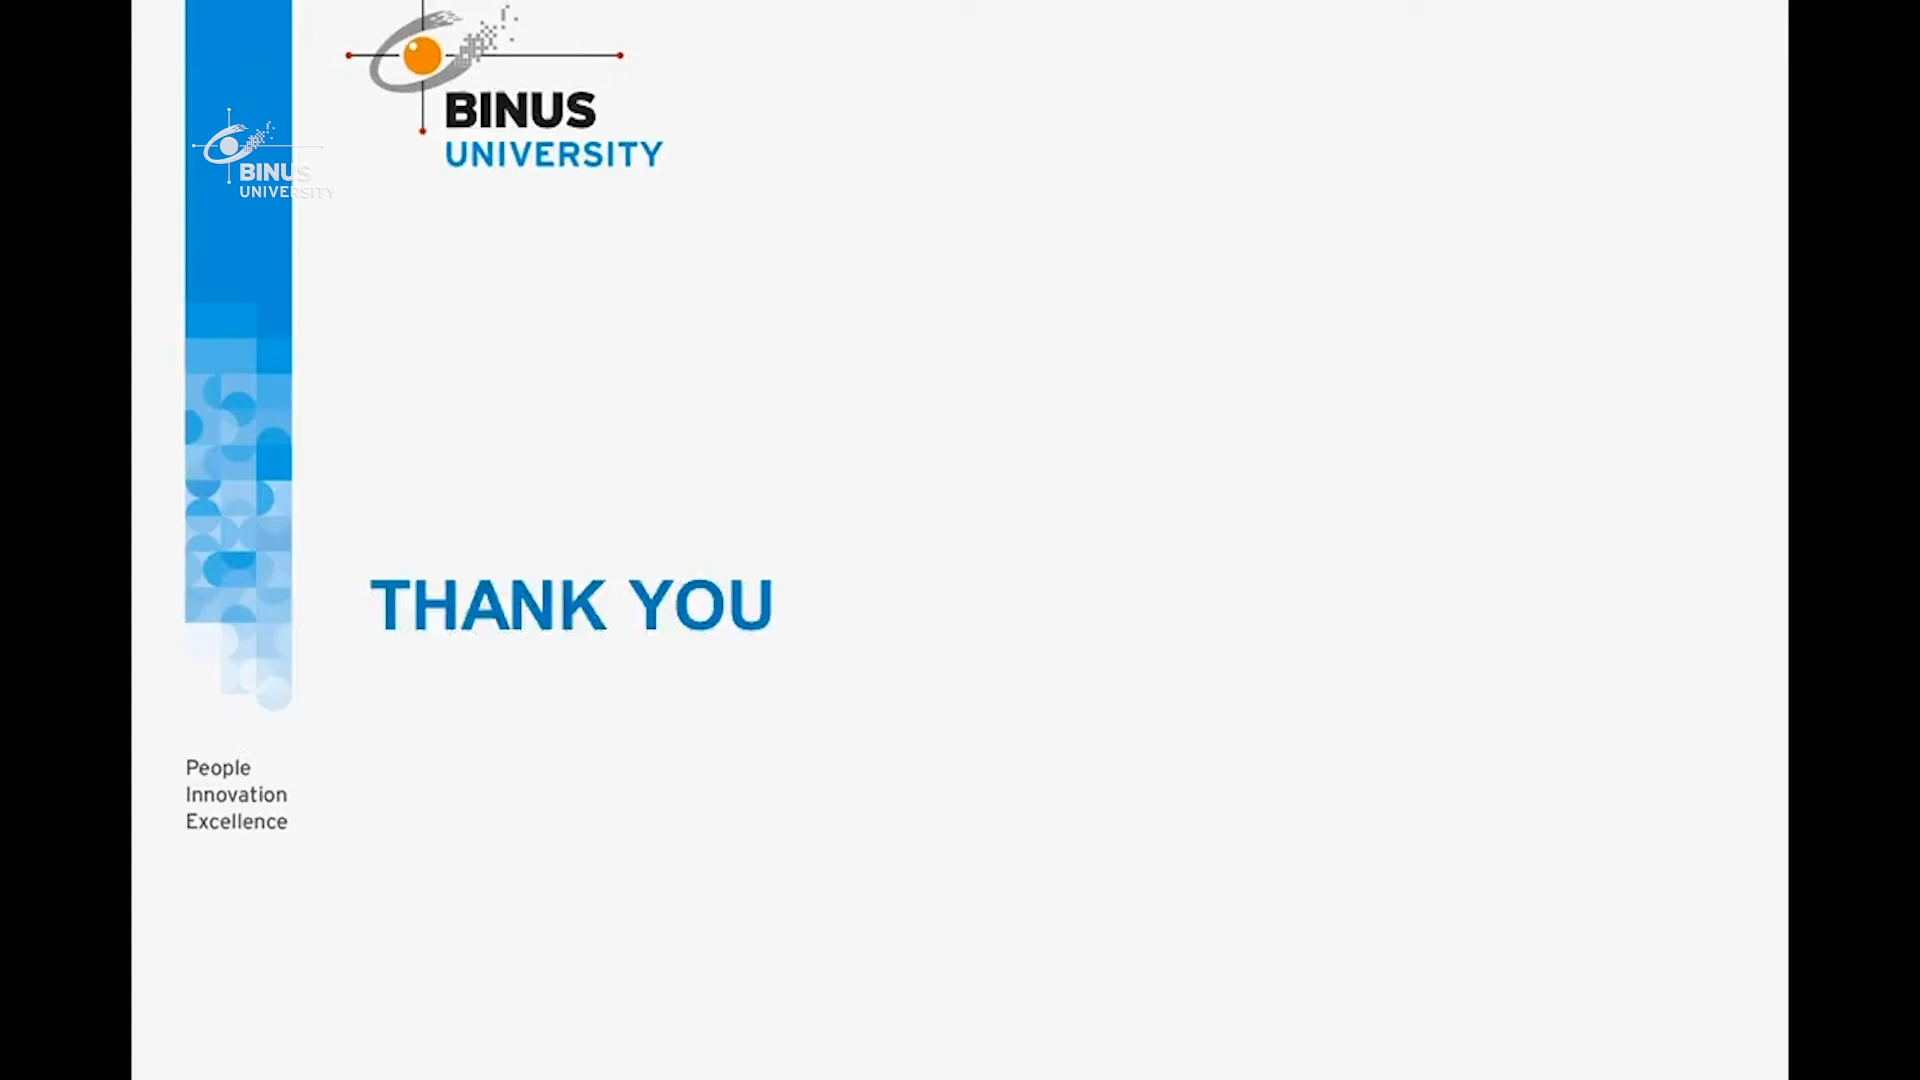 BINUS
UNIVERSITY
BINUS
UNIVERSITY
THANK YOU
People
Innovation
Excellence